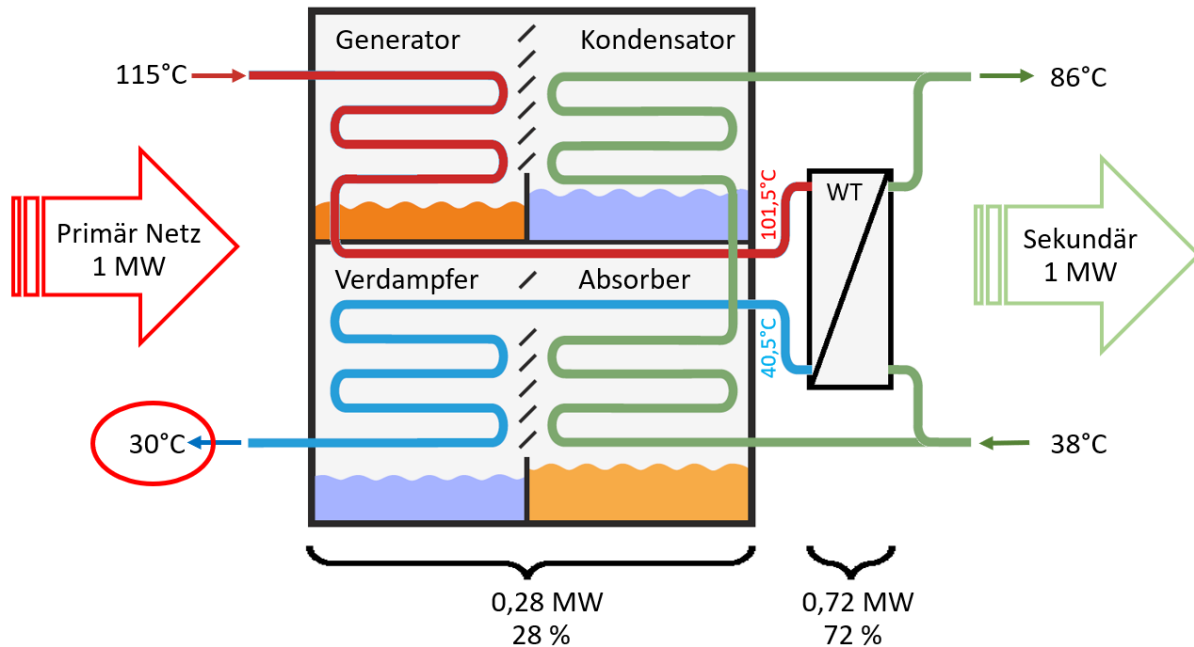 Generator
Kondensator
115°C
86°C
Primär Netz
1 MW
101,5°C
WT
Sekundär
1 MW
Verdampfer
Absorber
40,5°C
30°C
38°C
0,28 MW
28 %
0,72 MW
72 %